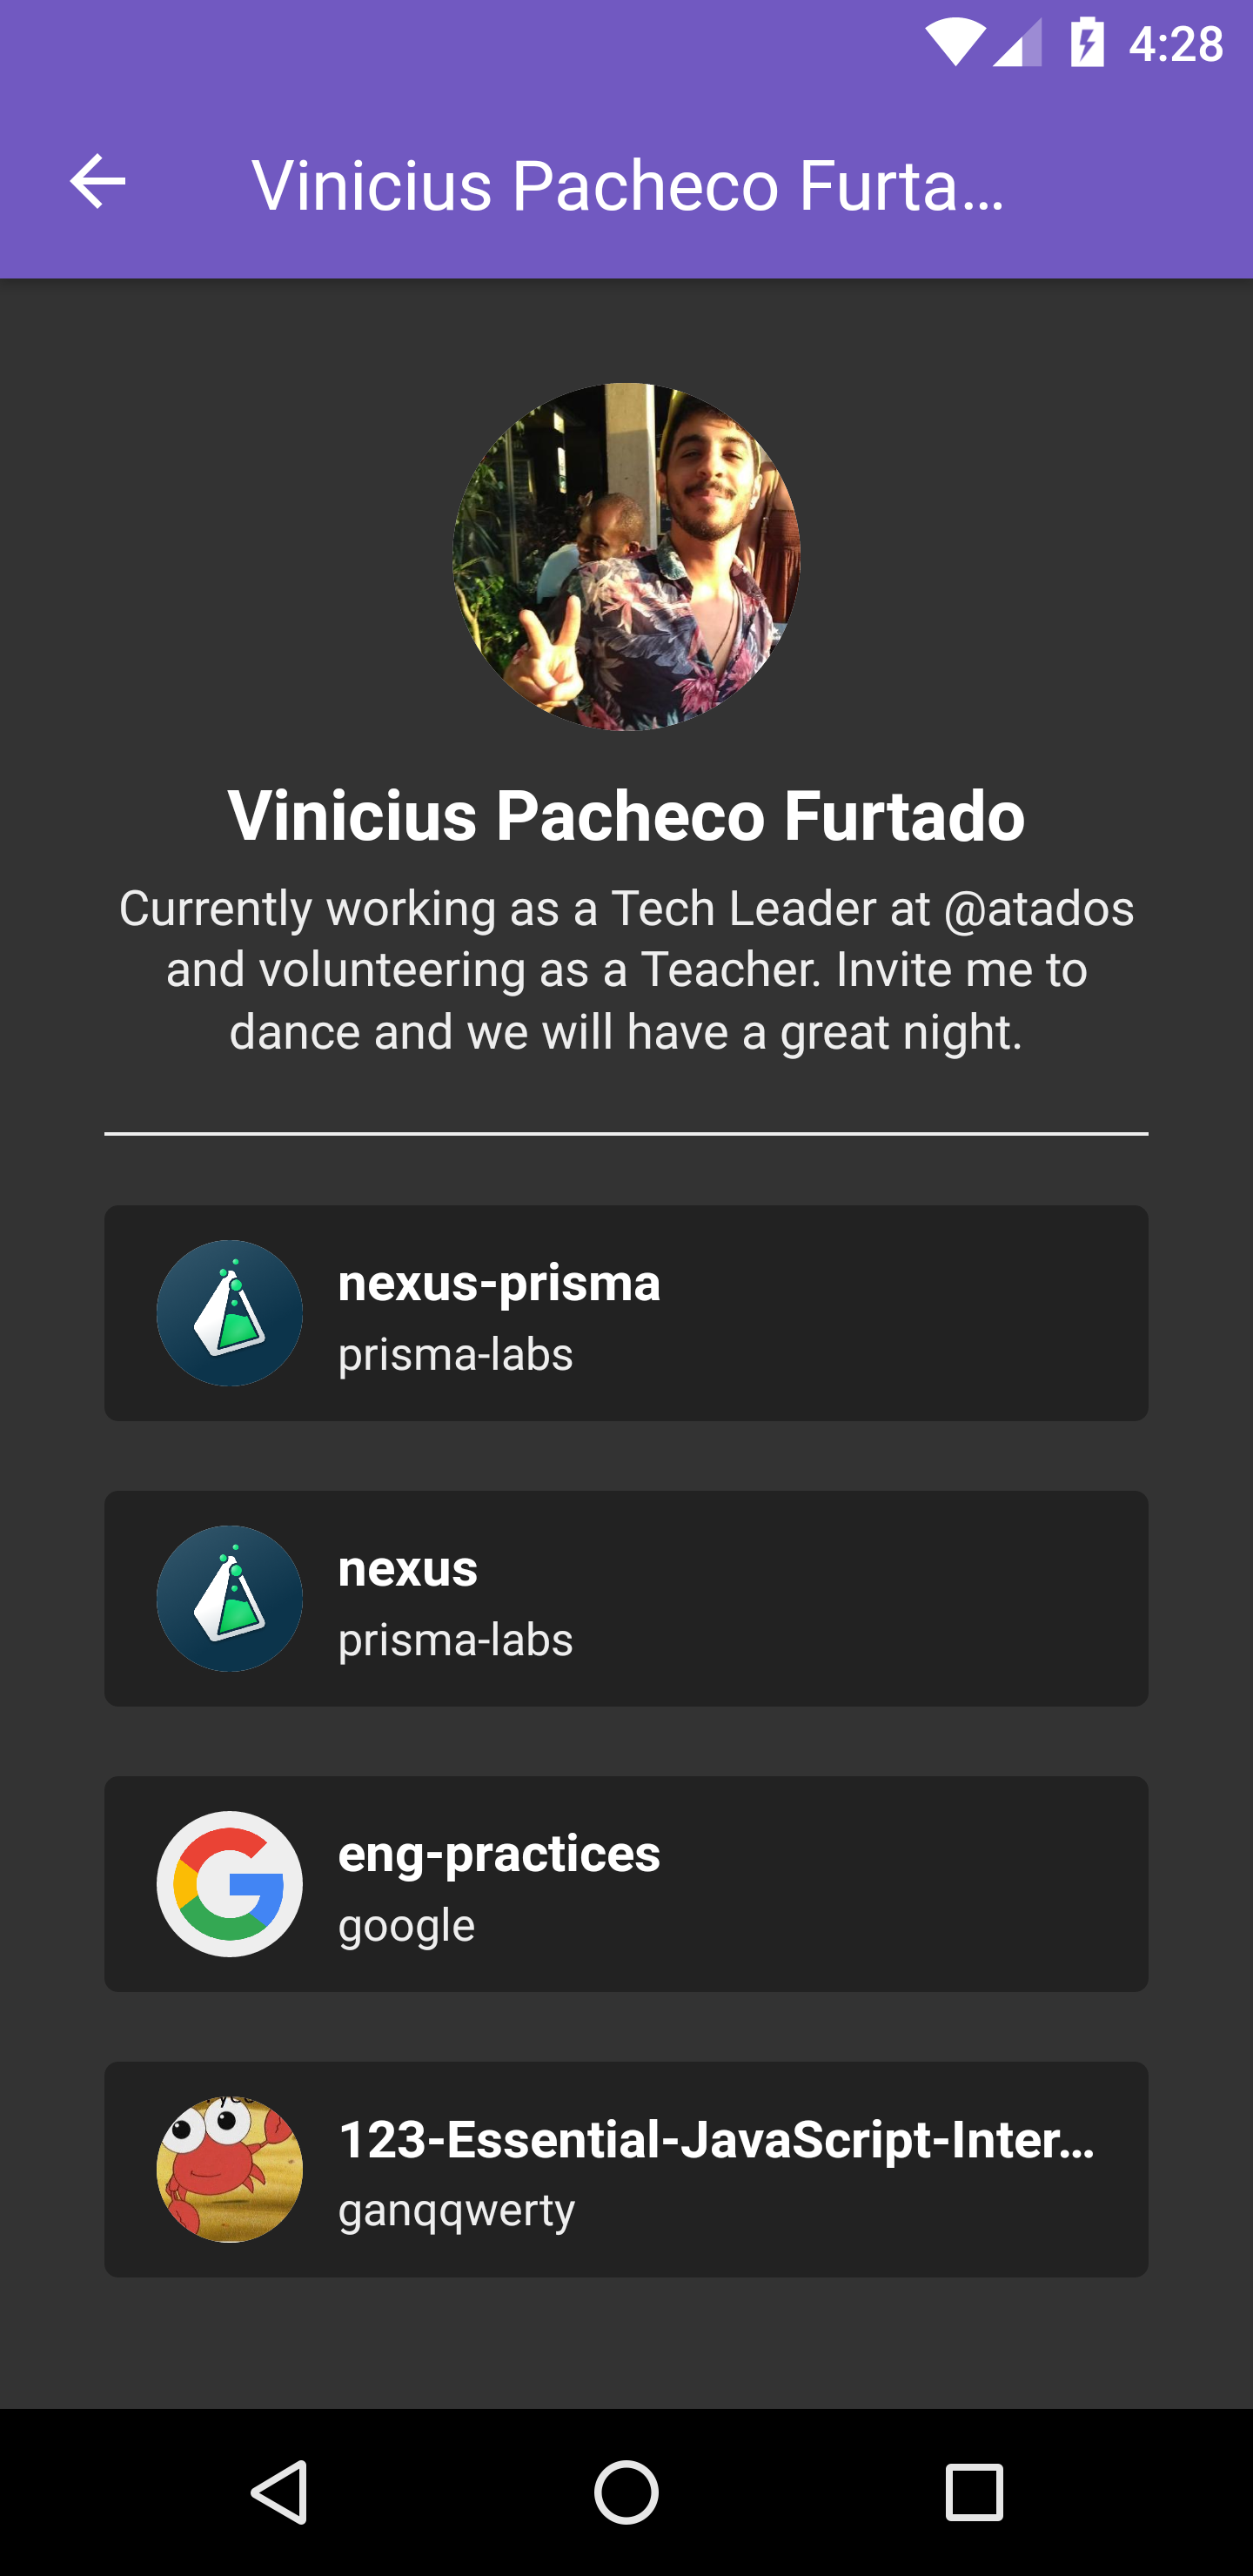 4:28
Vinicius Pacheco Furta...
Vinicius Pacheco Furtado
Currently working as a Tech Leader at @atados
and volunteering as a Teacher. Invite me to
dance and we will have a great night.
nexus-prisma
prisma-labs
nexus
prisma-labs
eng-practices
google
123-Essential-JavaScript-Inter...
ganqqwerty